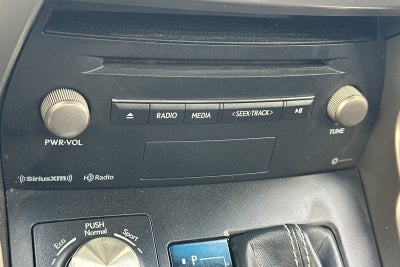 RADIO MEDIA <SEEK•TRACK>
PWR•VOL
TUNE
((SiriusXM)) HD Radio
PUSH
Normal
Eco
Sport
P